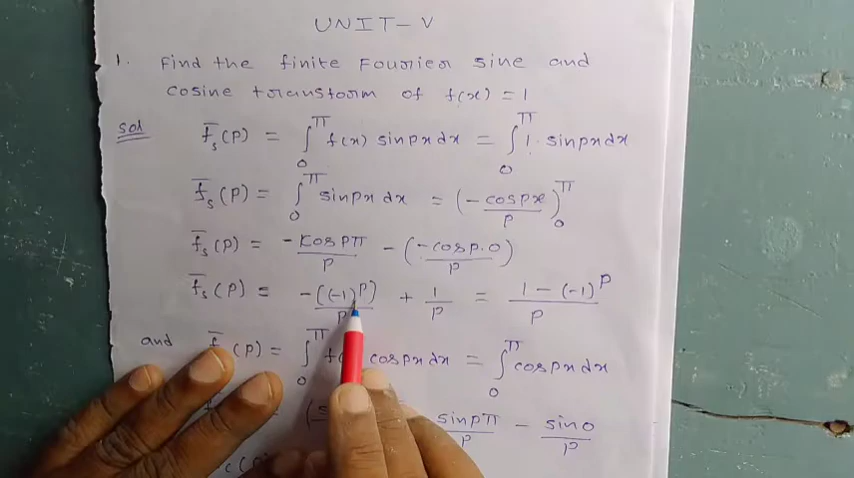 UNIT-V
1. Find the finite Fourier sine and
cosine transform of f(x) = 1
Sol f̄s(P) = ∫₀^π f(x) sinpx dx = ∫₀^π 1. sinpx dx
f̄s(P) = ∫₀^π sinpx dx = (-cospx/P)₀^π
f̄s(P) = -cosPπ/P - (-cosp.0/P)
f̄s(P) = -((-1)^P)/P + 1/P = 1-(-1)^P/P
and (P) = ∫₀^π cospx dx = ∫₀^π cospx dx
sinpπ/P - sin0/P